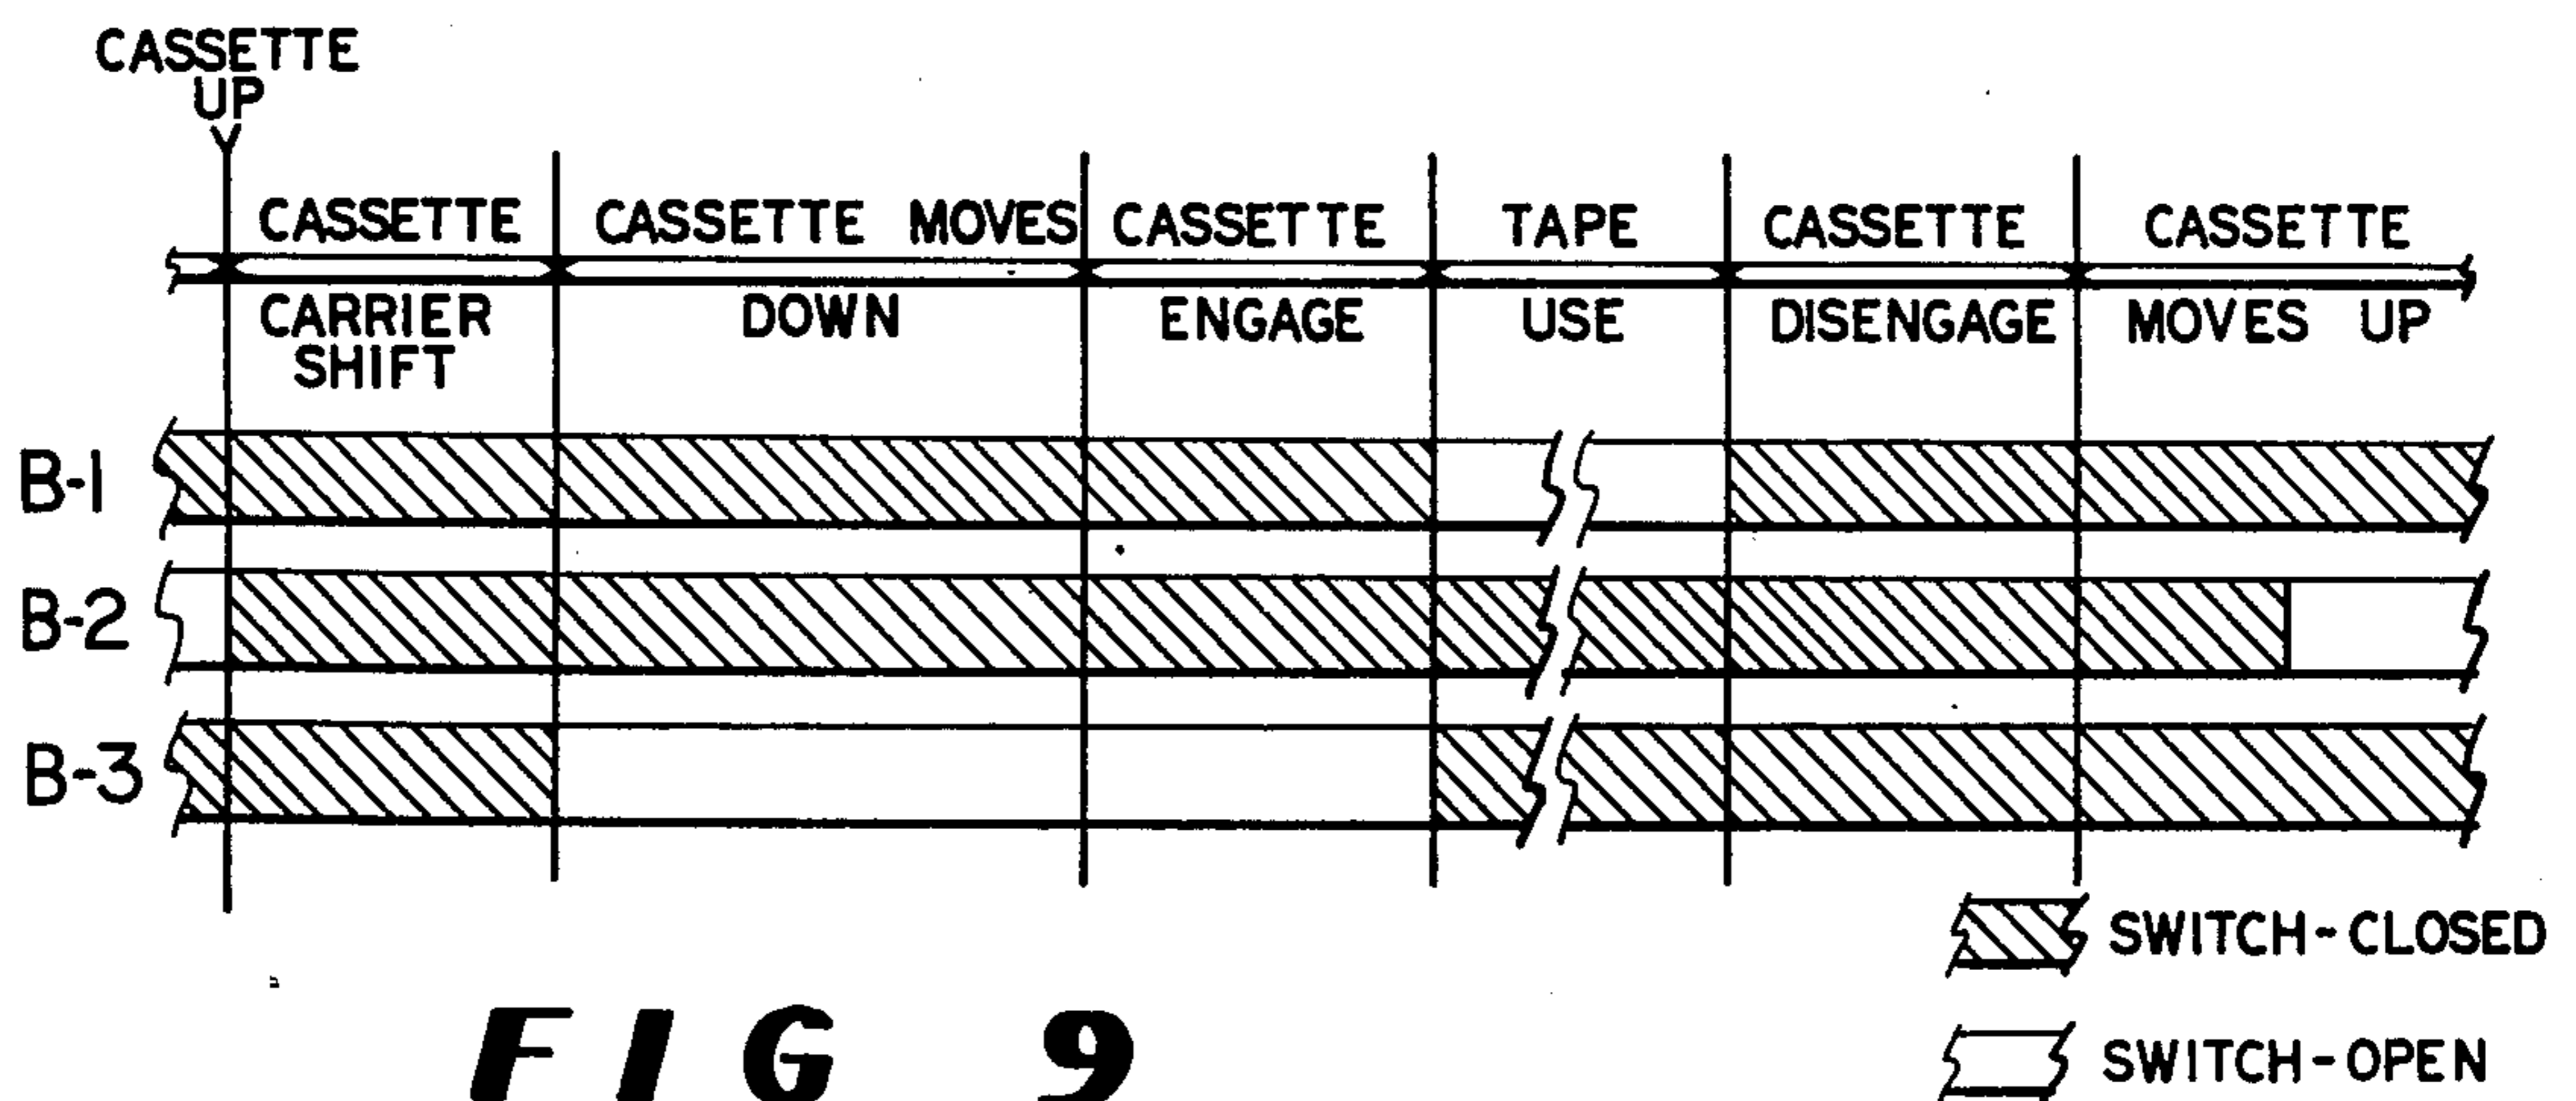 CASSETTE
UP
CASSETTE
CARRIER
SHIFT
CASSETTE MOVES
DOWN
CASSETTE
ENGAGE
TAPE
USE
CASSETTE
DISENGAGE
CASSETTE
MOVES UP
B-1
B-2
B-3
SWITCH-CLOSED
SWITCH-OPEN
FIG 9